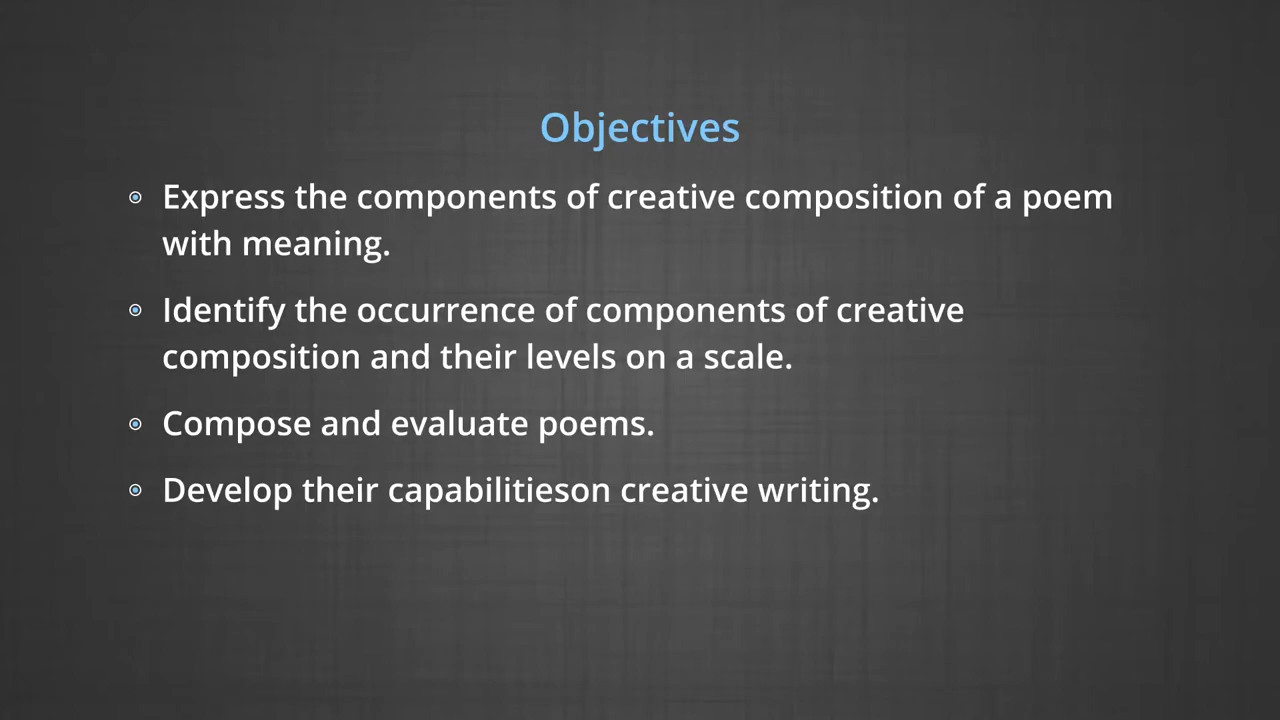 Objectives
Express the components of creative composition of a poem
with meaning.
Identify the occurrence of components of creative
composition and their levels on a scale.
Compose and evaluate poems.
Develop their capabilitieson creative writing.